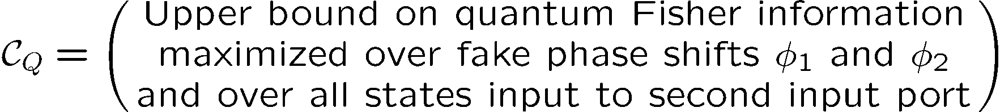 Upper bound on quantum Fisher information
𝒞_Q = ( maximized over fake phase shifts ϕ₁ and ϕ₂ )
and over all states input to second input port